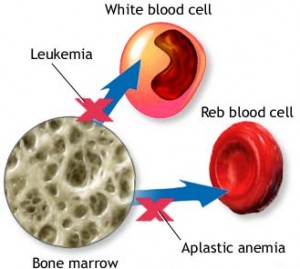 White blood cell
Leukemia
Reb blood cell
Bone marrow
Aplastic anemia